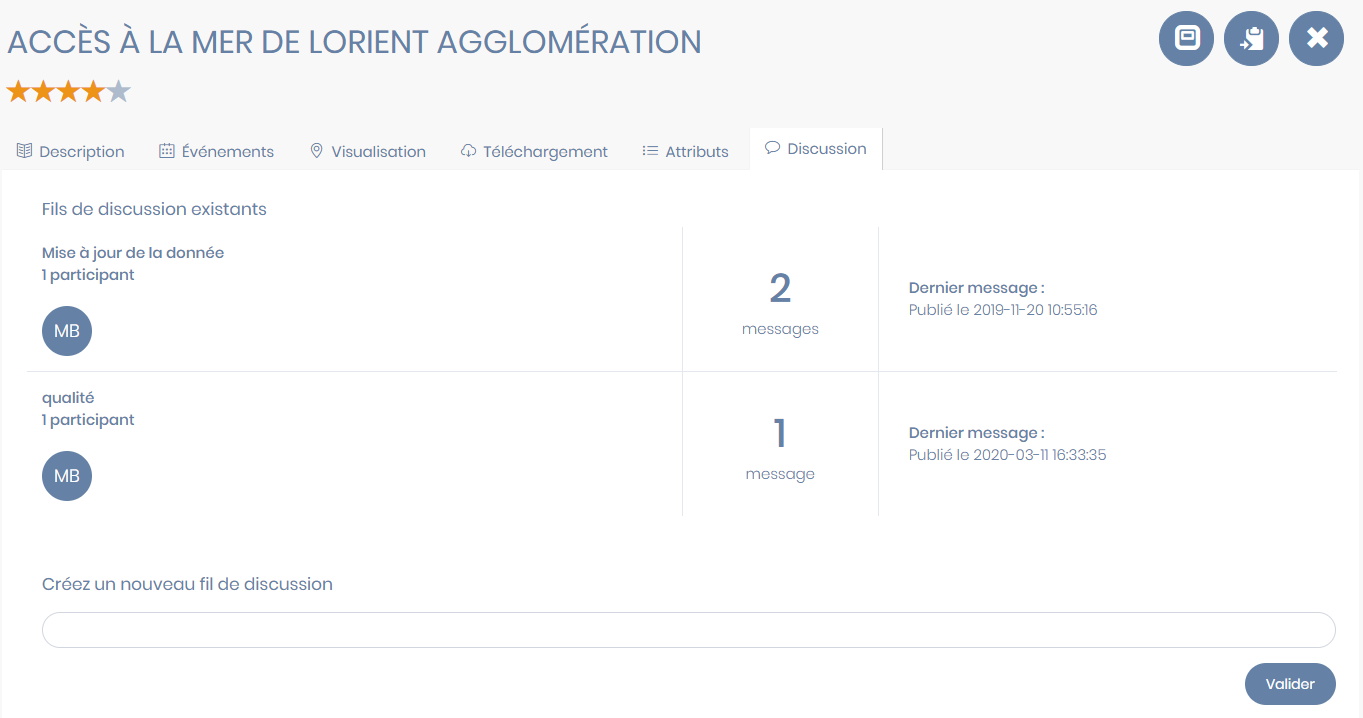 ACCÈS À LA MER DE LORIENT AGGLOMÉRATION
Description Événements Visualisation Téléchargement Attributs Discussion
Fils de discussion existants
Mise à jour de la donnée
1 participant
MB
2
messages
Dernier message :
Publié le 2019-11-20 10:55:16
qualité
1 participant
MB
1
message
Dernier message :
Publié le 2020-03-11 16:33:35
Créez un nouveau fil de discussion
Valider